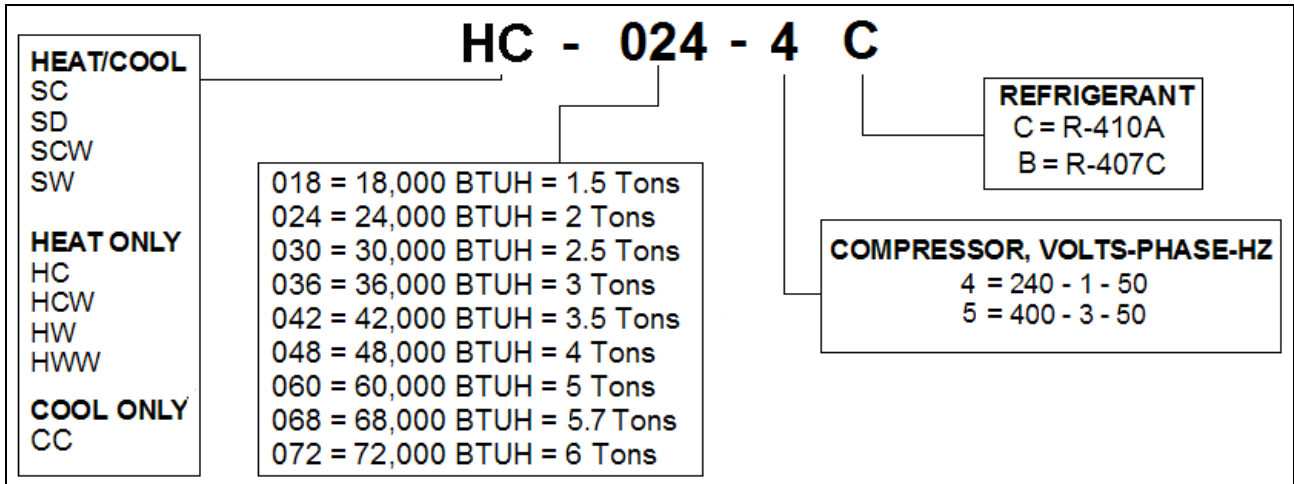 HC - 024 - 4 C
HEAT/COOL
SC
SD
SCW
SW
HEAT ONLY
HC
HCW
HW
HWW
COOL ONLY
CC
018 = 18,000 BTUH = 1.5 Tons
024 = 24,000 BTUH = 2 Tons
030 = 30,000 BTUH = 2.5 Tons
036 = 36,000 BTUH = 3 Tons
042 = 42,000 BTUH = 3.5 Tons
048 = 48,000 BTUH = 4 Tons
060 = 60,000 BTUH = 5 Tons
068 = 68,000 BTUH = 5.7 Tons
072 = 72,000 BTUH = 6 Tons
REFRIGERANT
C = R-410A
B = R-407C
COMPRESSOR, VOLTS-PHASE-HZ
4 = 240 - 1 - 50
5 = 400 - 3 - 50